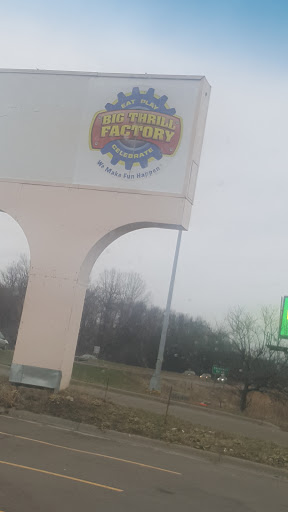 EAT PLAY
BIG THRILL
FACTORY
CELEBRATE
We Make Fun Happen